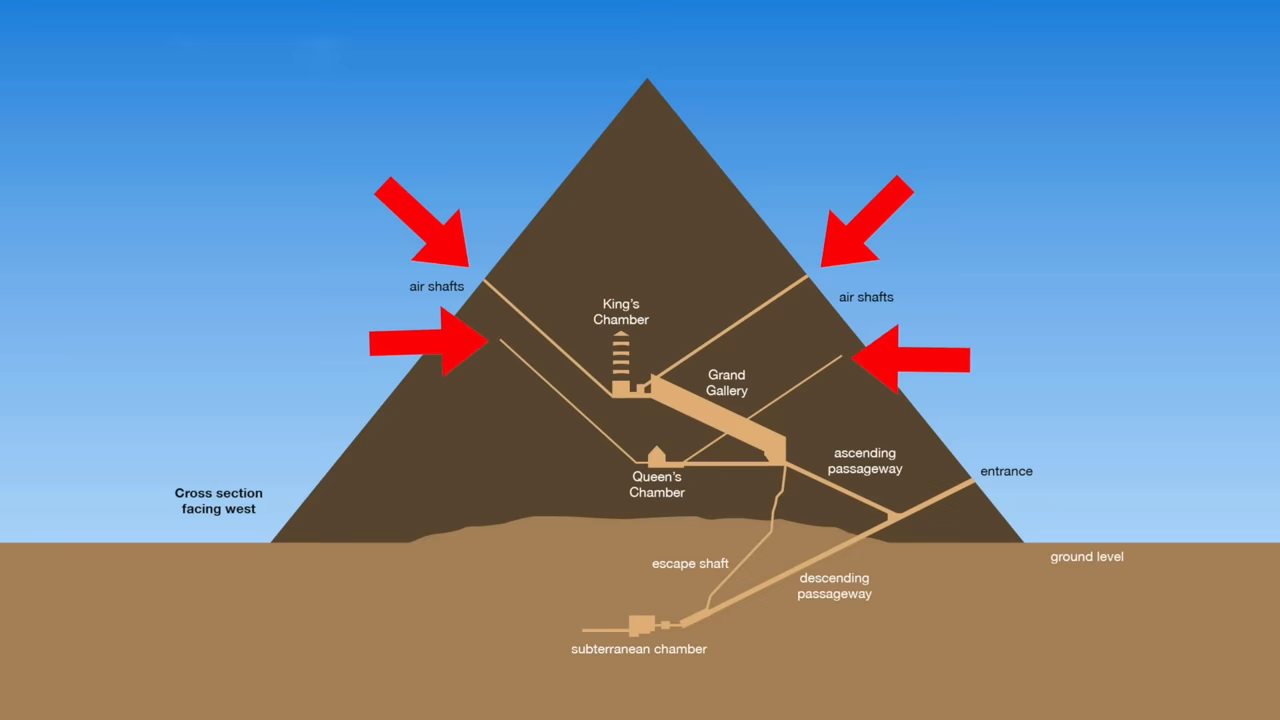 air shafts
air shafts
King's
Chamber
Grand
Gallery
ascending
passageway
entrance
Queen's
Chamber
Cross section
facing west
ground level
escape shaft
descending
passageway
subterranean chamber